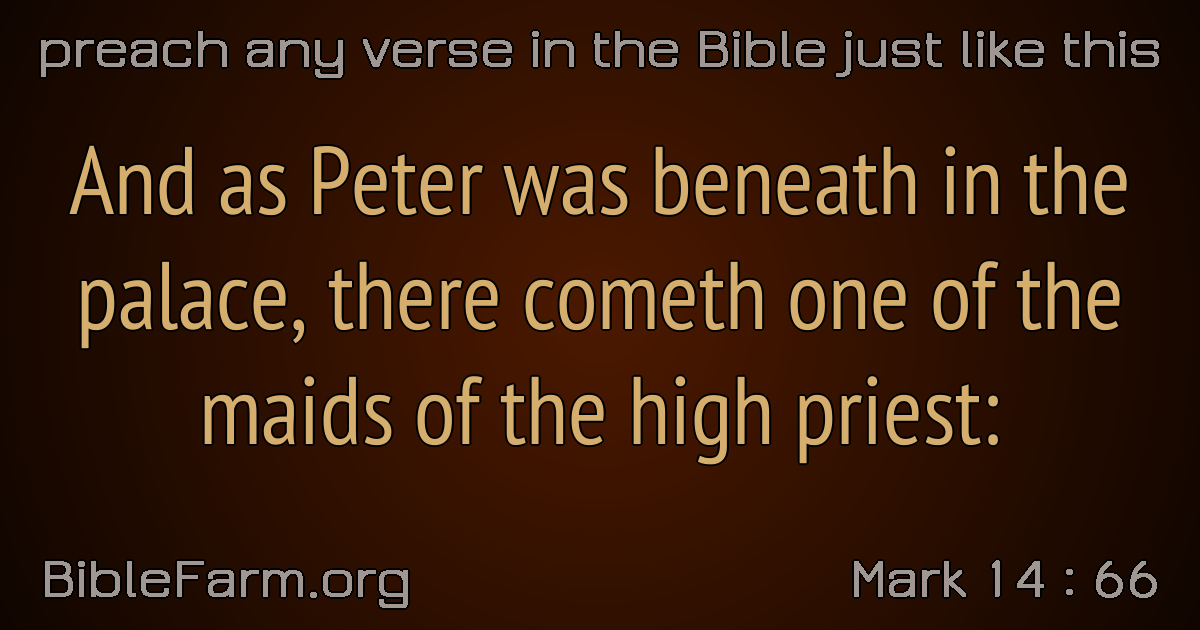 preach any verse in the Bible just like this
And as Peter was beneath in the
palace, there cometh one of the
maids of the high priest:
BibleFarm.org
Mark 14 : 66